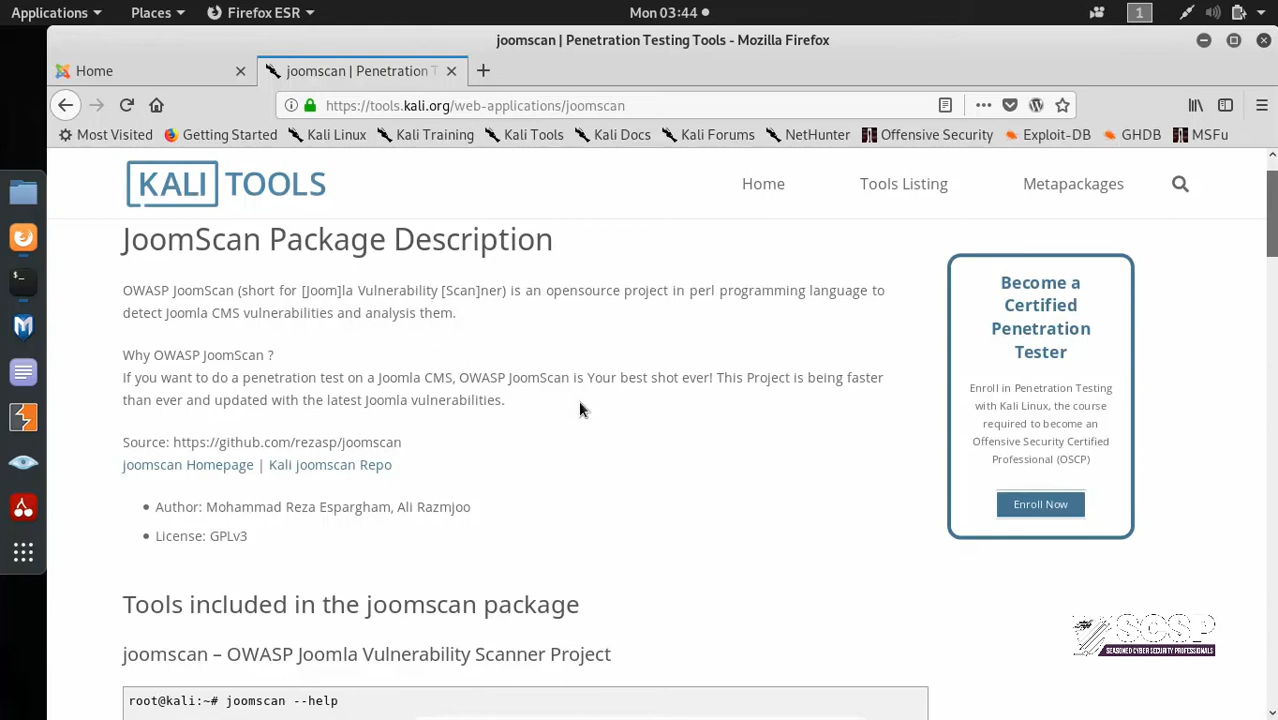 Applications Places Firefox ESR Mon 03:44 1
joomscan | Penetration Testing Tools - Mozilla Firefox
Home joomscan | Penetration T
https://tools.kali.org/web-applications/joomscan
Most Visited Getting Started Kali Linux Kali Training Kali Tools Kali Docs Kali Forums NetHunter Offensive Security Exploit-DB GHDB MSFu
KALI TOOLS Home Tools Listing Metapackages
JoomScan Package Description
OWASP JoomScan (short for [Joom]la Vulnerability [Scan]ner) is an opensource project in perl programming language to
detect Joomla CMS vulnerabilities and analysis them.
Why OWASP JoomScan ?
If you want to do a penetration test on a Joomla CMS, OWASP JoomScan is Your best shot ever! This Project is being faster
than ever and updated with the latest Joomla vulnerabilities.
Source: https://github.com/rezasp/joomscan
joomscan Homepage | Kali joomscan Repo
• Author: Mohammad Reza Espargham, Ali Razmjoo
• License: GPLv3
Tools included in the joomscan package
joomscan – OWASP Joomla Vulnerability Scanner Project
root@kali:~# joomscan --help
Become a
Certified
Penetration
Tester
Enroll in Penetration Testing
with Kali Linux, the course
required to become an
Offensive Security Certified
Professional (OSCP)
Enroll Now
SCSP
SEASONED CYBER SECURITY PROFESSIONALS